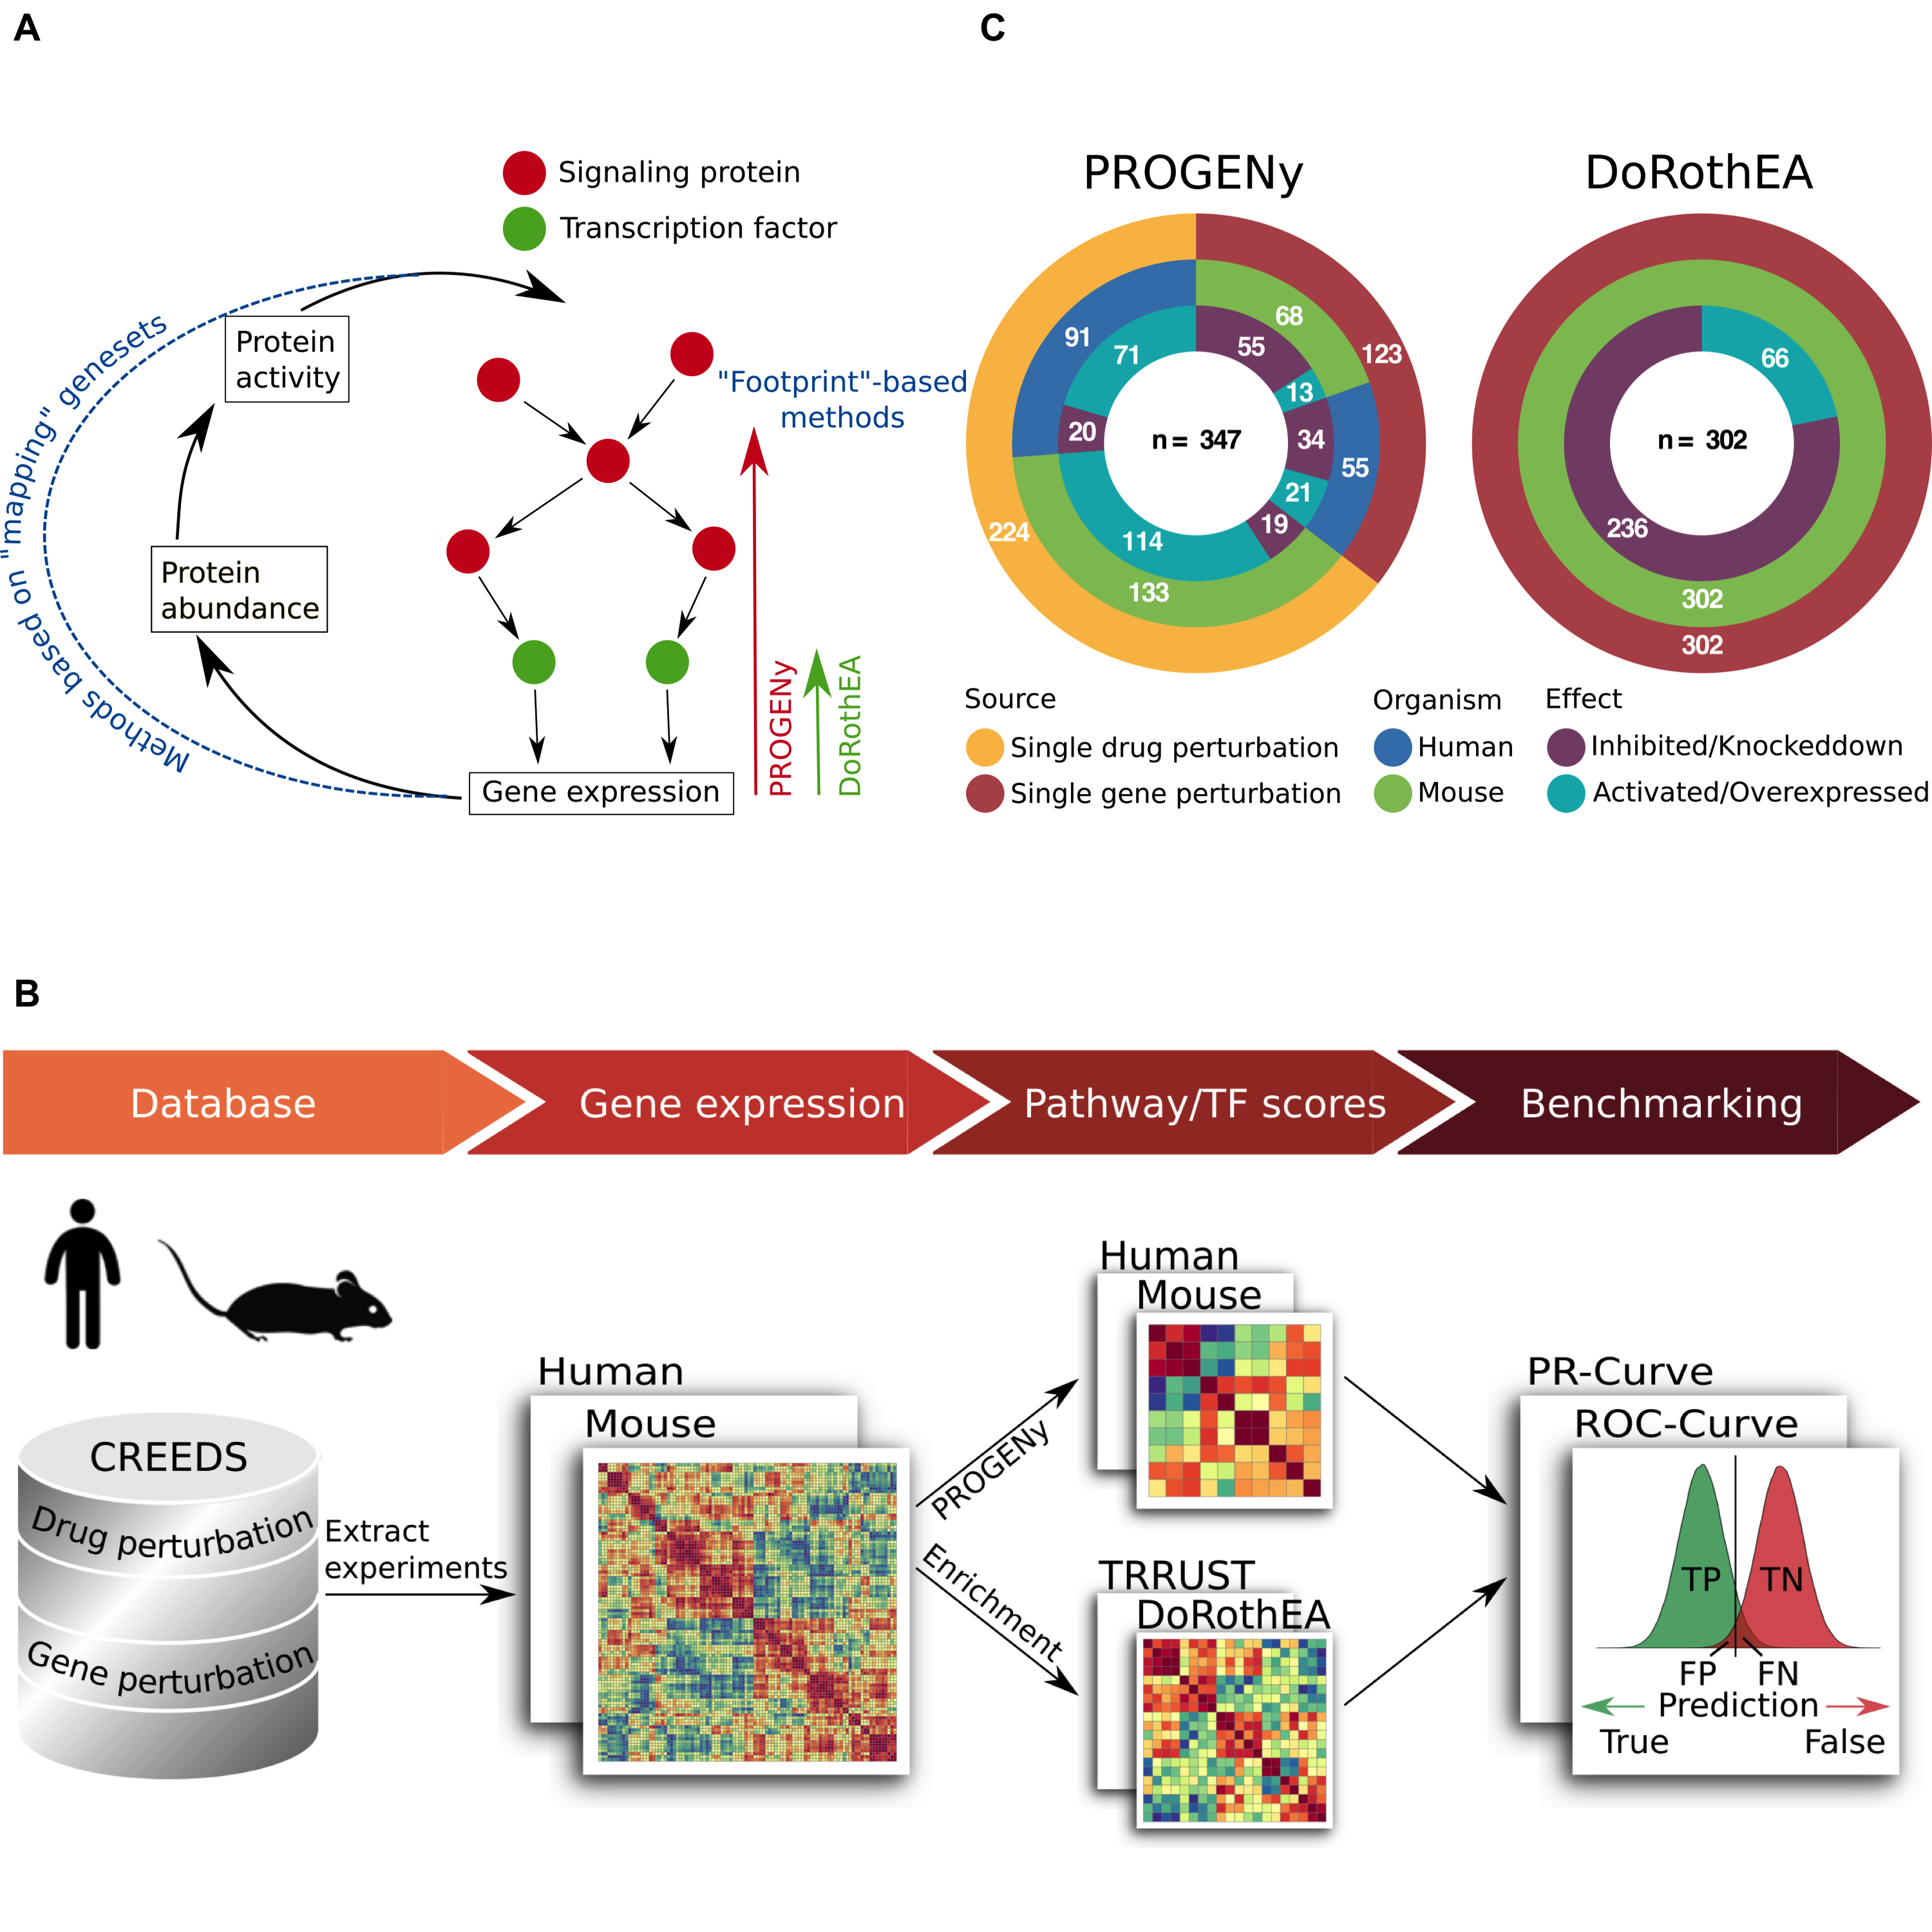 A
Signaling protein
Transcription factor
Methods based on "mapping" genesets
Protein
activity
Protein
abundance
"Footprint"-based
methods
PROGENy
DoRothEA
Gene expression
C
PROGENy
DoRothEA
68
123
91
55
71
13
20
34
n= 347
55
21
19
224
114
133
66
n= 302
236
302
302
Source
Single drug perturbation
Single gene perturbation
Organism
Human
Mouse
Effect
Inhibited/Knockeddown
Activated/Overexpressed
B
Database
Gene expression
Pathway/TF scores
Benchmarking
CREEDS
Drug perturbation
Gene perturbation
Extract
experiments
Human
Mouse
PROGENy
Enrichment
Human
Mouse
TRRUST
DoRothEA
PR-Curve
ROC-Curve
TP
TN
FP
FN
Prediction
True
False